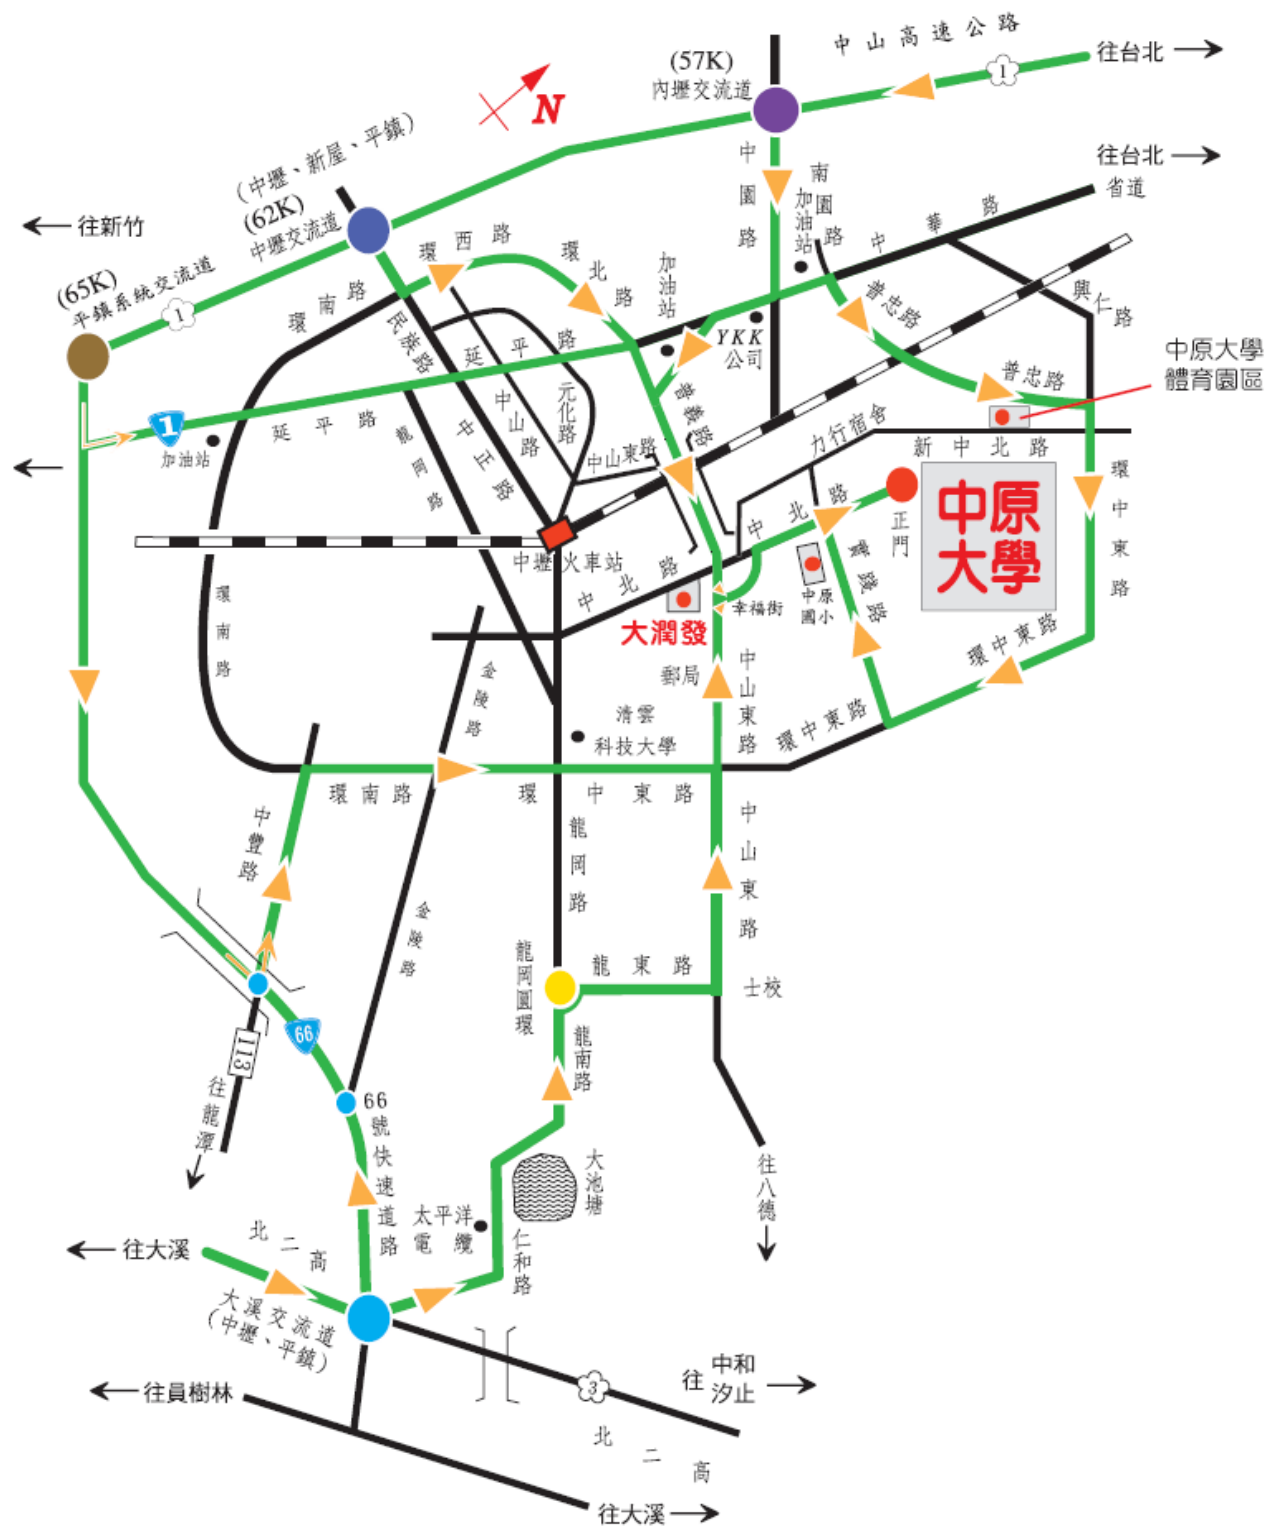 中山高速公路
1
往台北
(57K)
內壢交流道
N
往台北
省道
(中壢、新屋、平鎮)
(62K)
中壢交流道
往新竹
(65K)
平鎮系統交流道
1
中園路
南園路
加油站
中華路
環西路
環北路
加油站
環南路
民族路
延平路
YKK
公司
普忠路
興仁路
中原大學
體育園區
普忠路
1
加油站
延平路
龍岡路
中正路
中山路
元化路
中山東路
普義路
力行宿舍
新中北路
環中東路
中北路
正門
中原
大學
中壢火車站
中北路
大潤發
幸福街
中原
國小
實踐路
環中東路
環南路
金陵路
郵局
清雲
科技大學
中山東路
環中東路
環南路
環中東路
中豐路
龍岡路
中山東路
金陵路
龍岡圓環
龍東路
士校
66
113
往龍潭
龍南路
66號快速道路
大池塘
往八德
太平洋
電纜
仁和路
往大溪
北二高
大溪交流道
(中壢、平鎮)
往員樹林
3
往
中和
汐止
北二高
往大溪